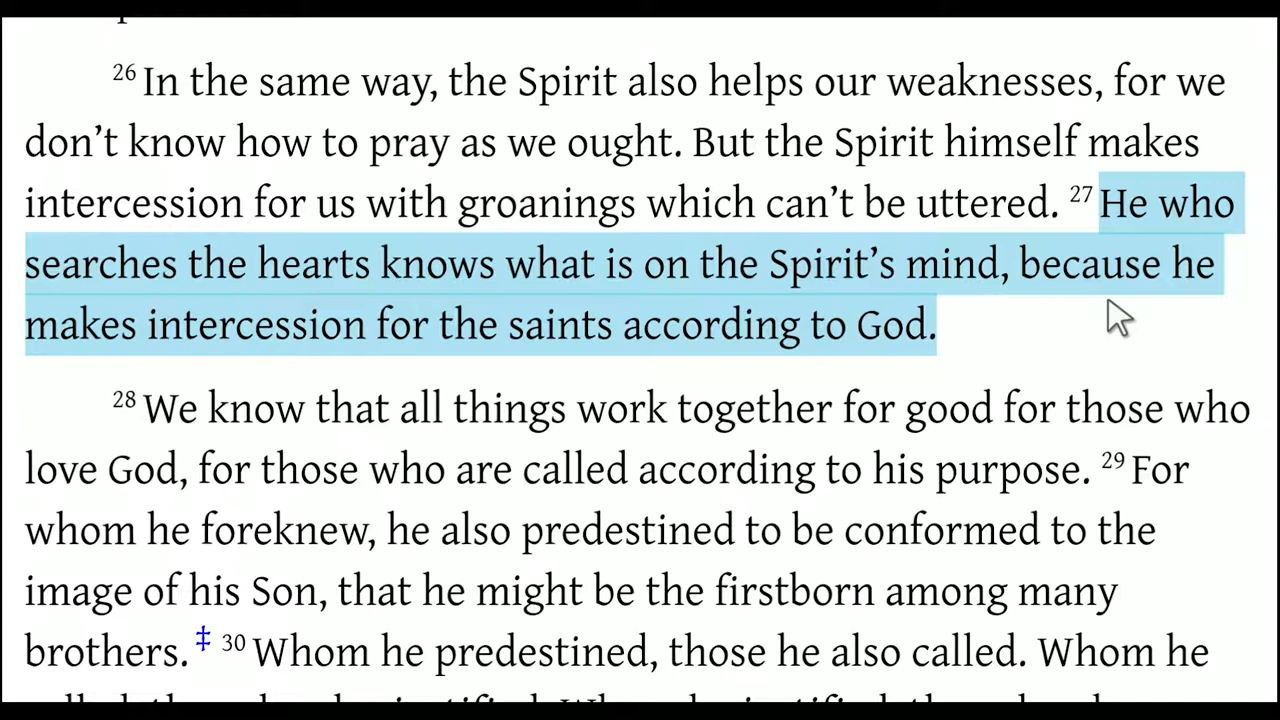 26 In the same way, the Spirit also helps our weaknesses, for we
don’t know how to pray as we ought. But the Spirit himself makes
intercession for us with groanings which can’t be uttered. 27 He who
searches the hearts knows what is on the Spirit’s mind, because he
makes intercession for the saints according to God.
28 We know that all things work together for good for those who
love God, for those who are called according to his purpose. 29 For
whom he foreknew, he also predestined to be conformed to the
image of his Son, that he might be the firstborn among many
brothers.‡ 30 Whom he predestined, those he also called. Whom he